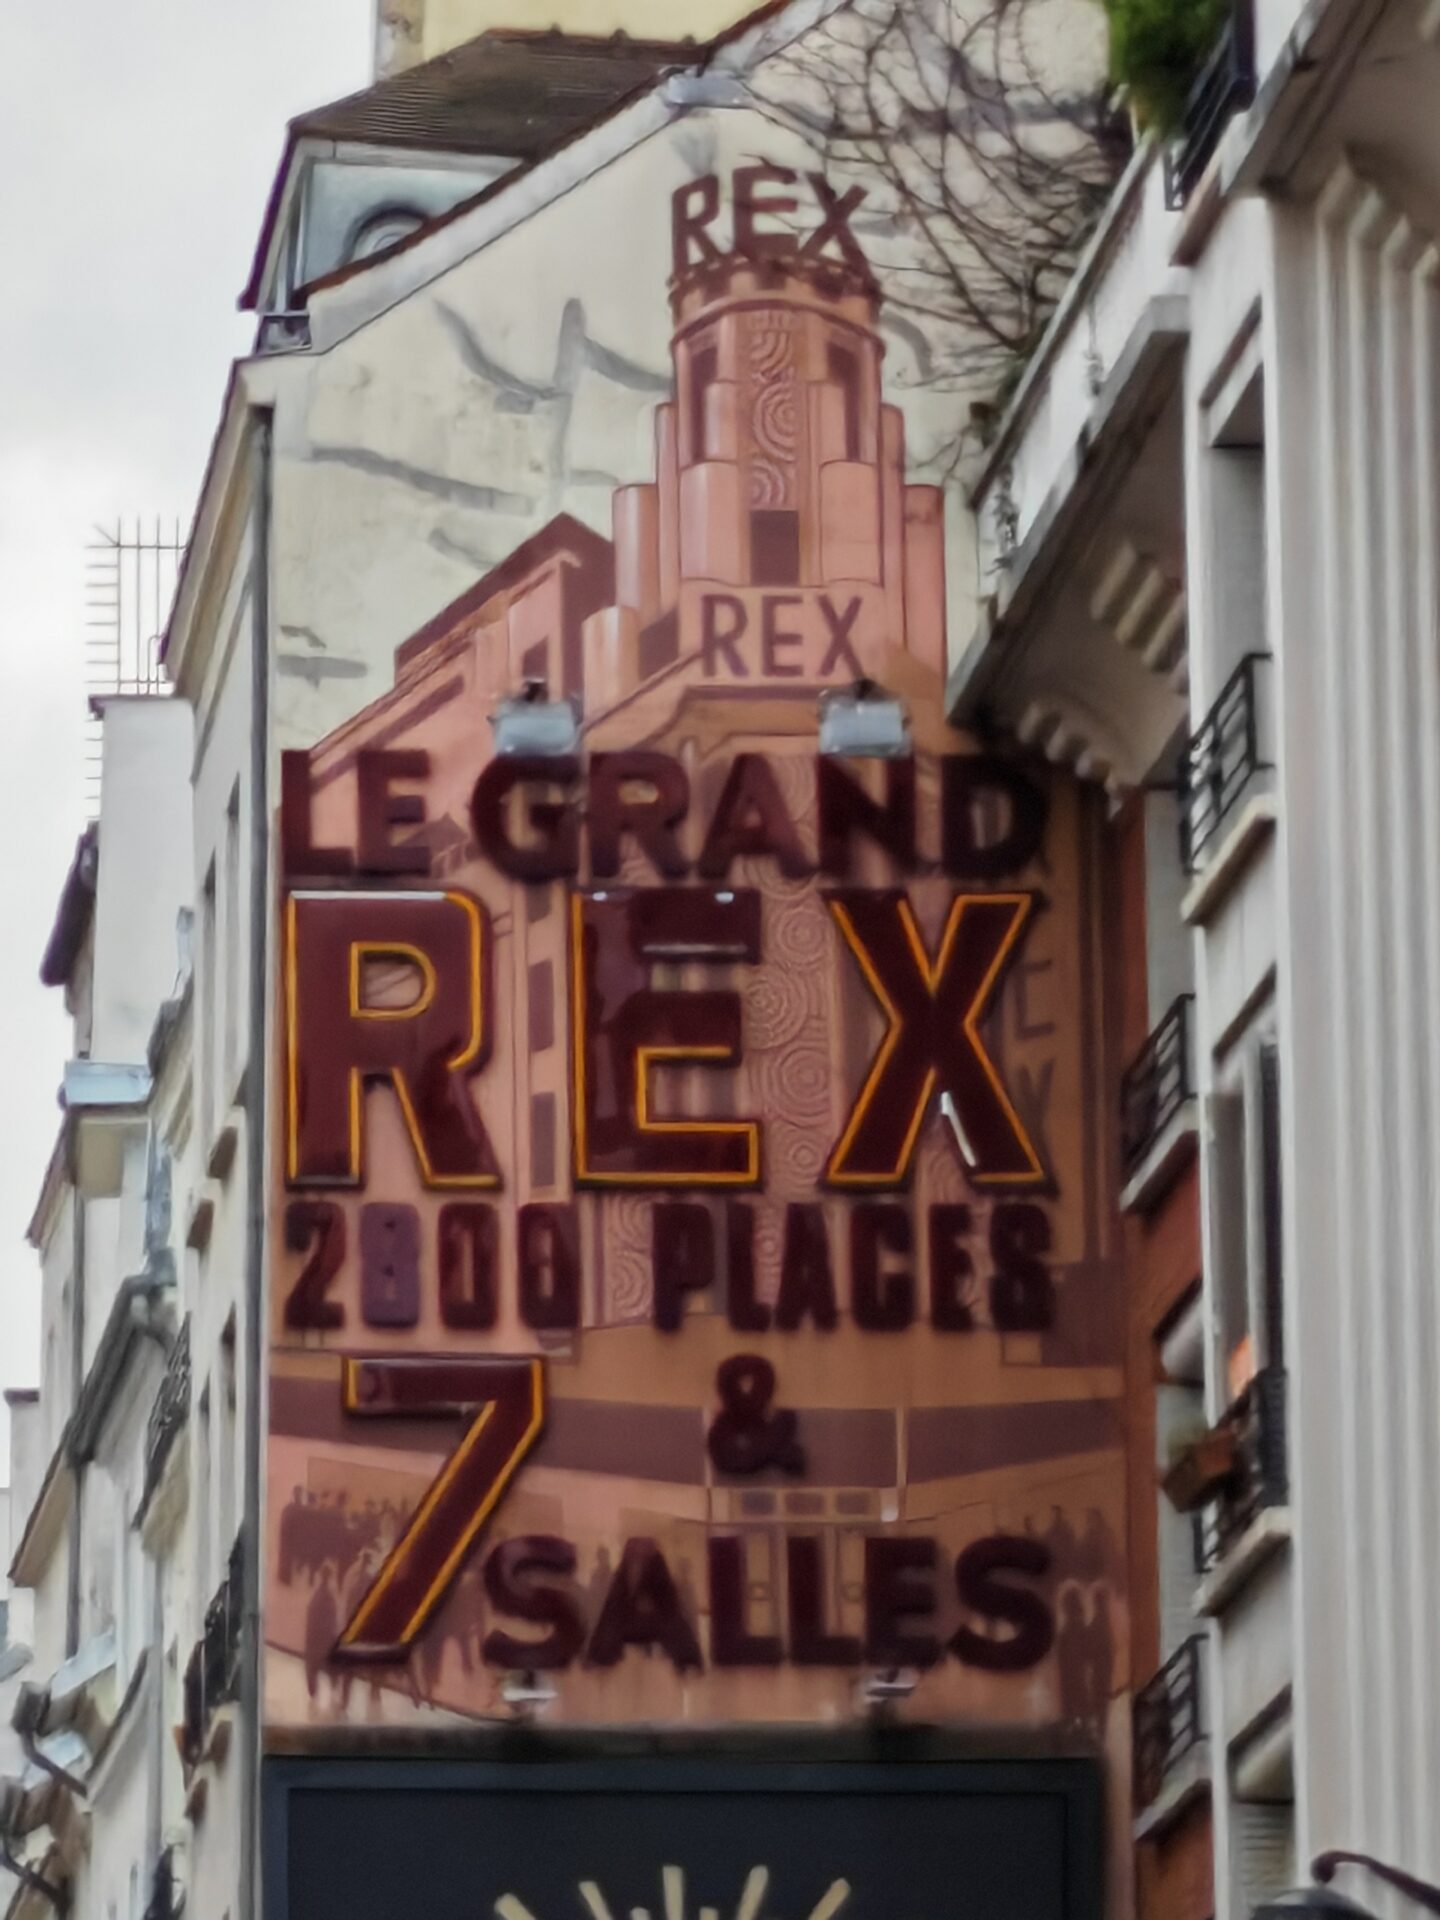 REX
REX
LE GRAND
REX
2800 PLACES
&
7 SALLES